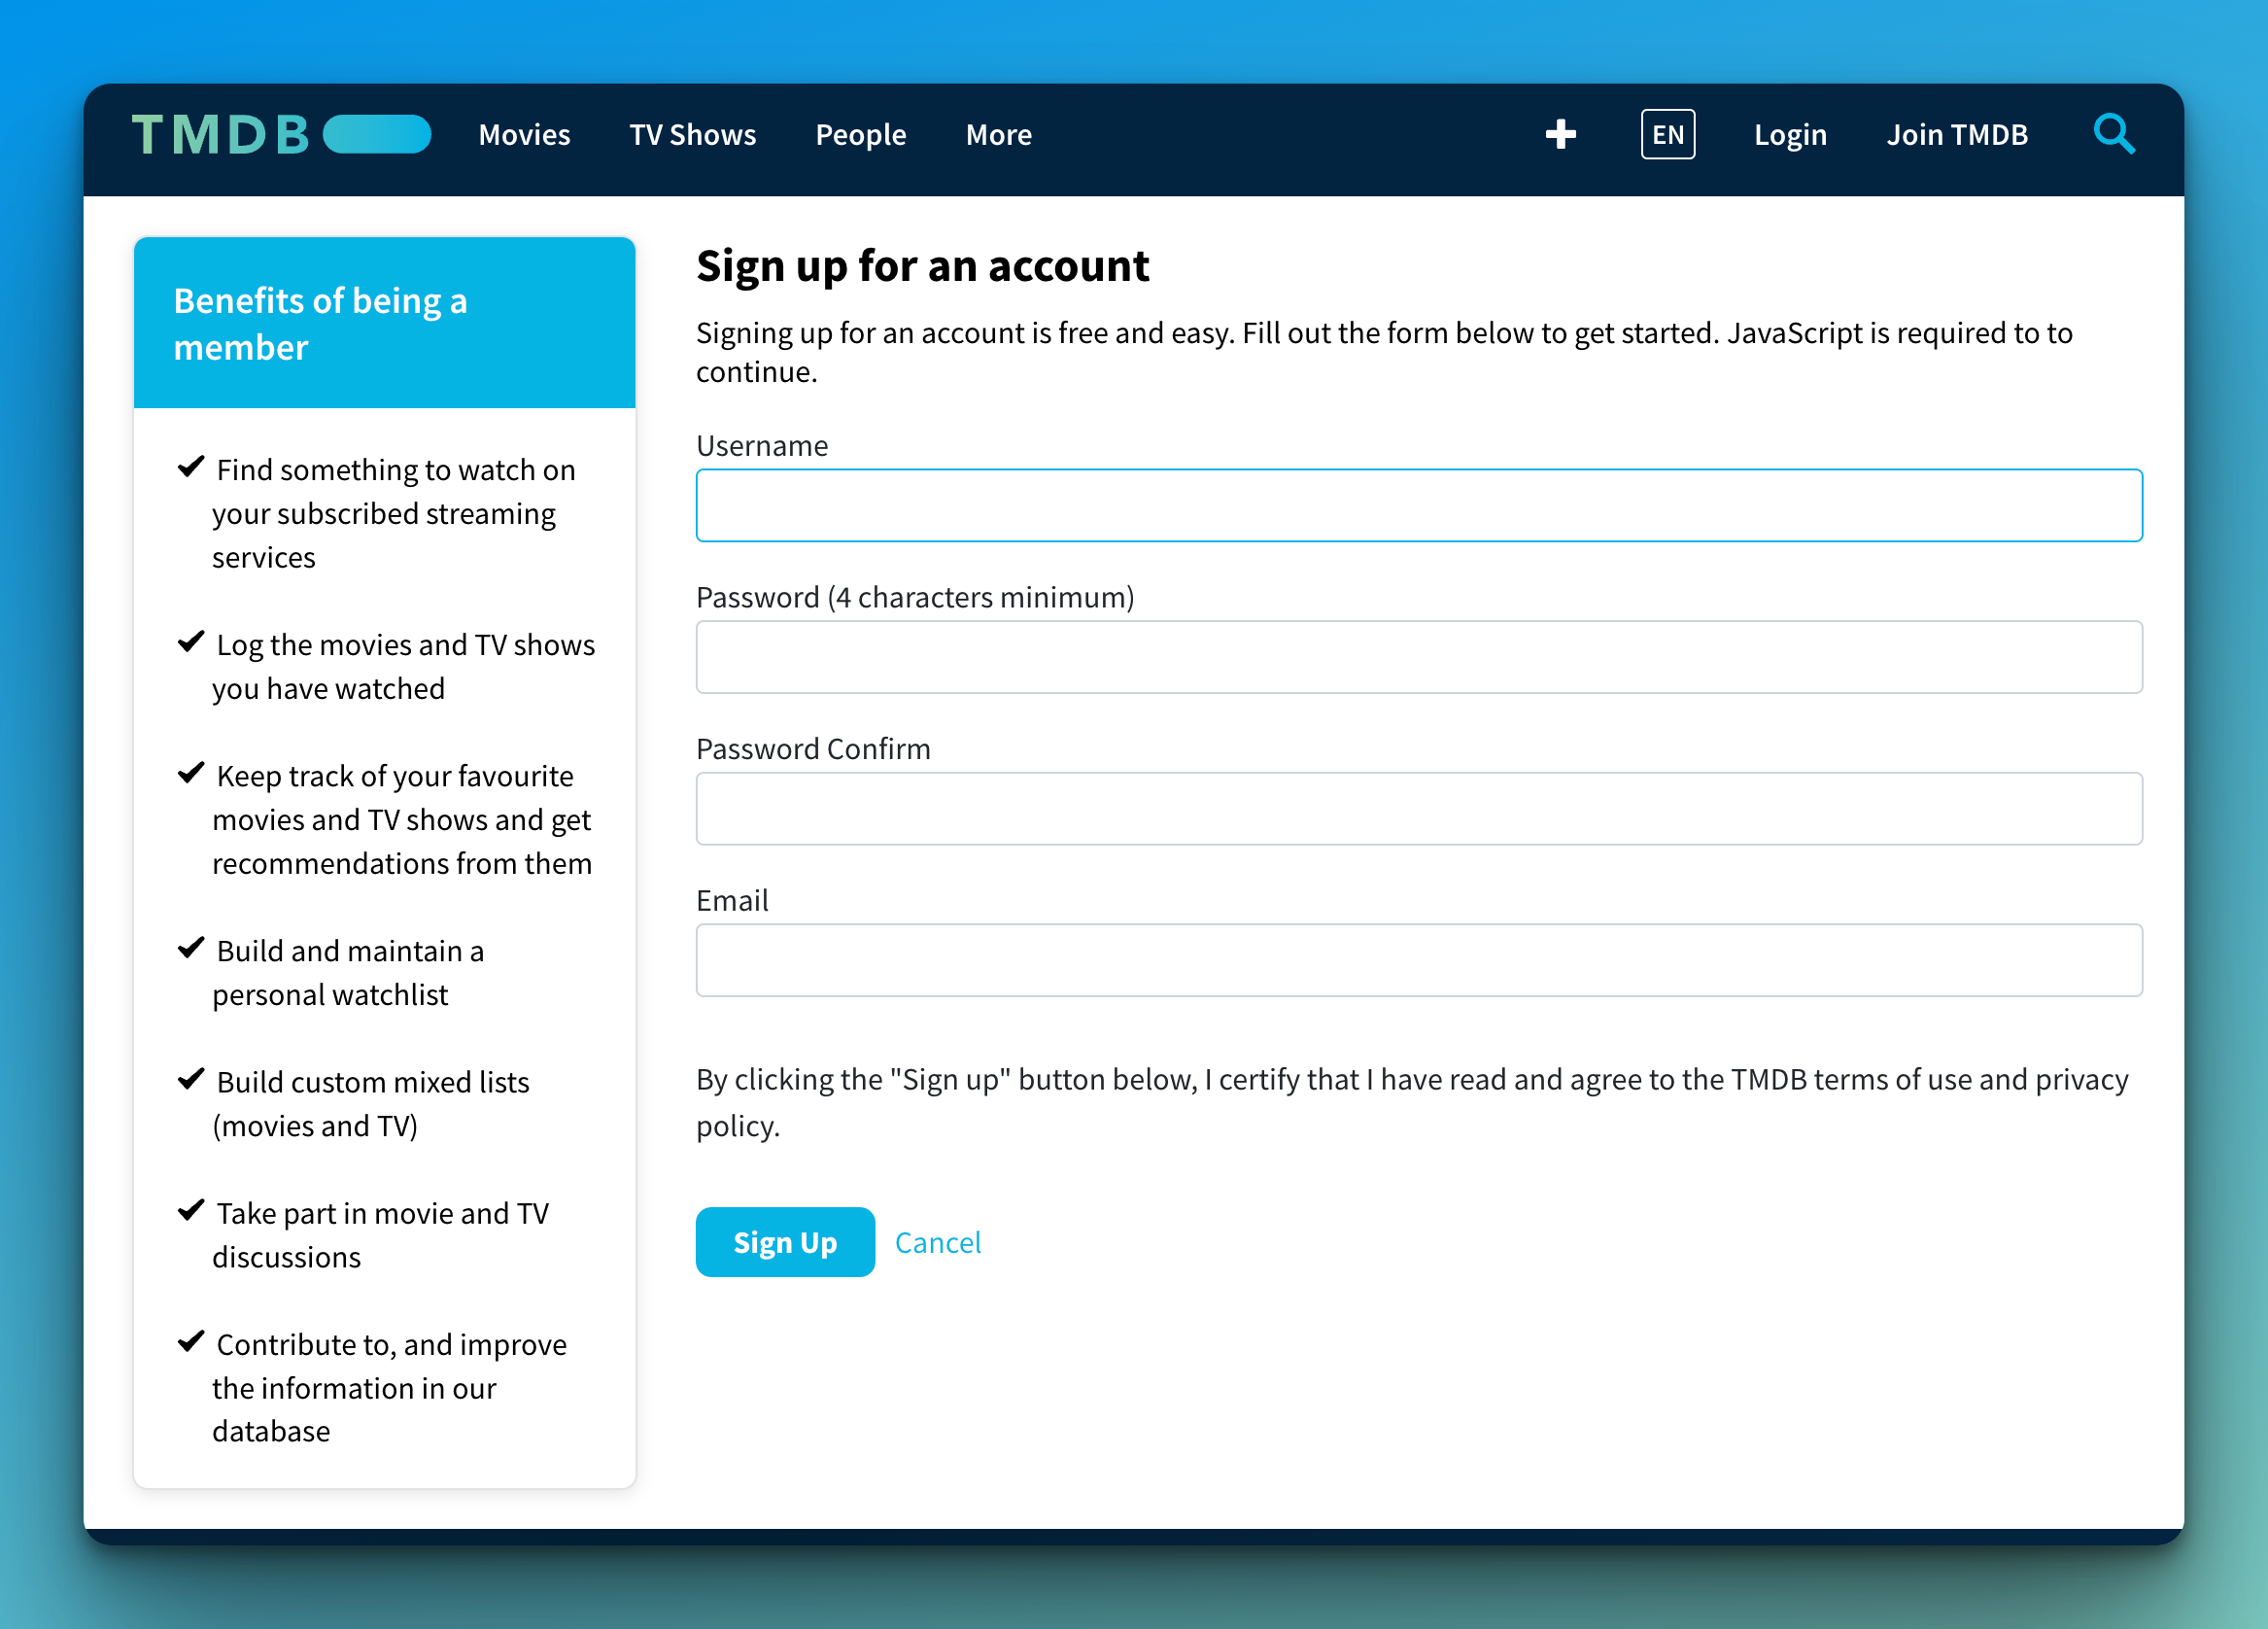 TMDB
Movies
TV Shows
People
More
EN
Login
Join TMDB
Benefits of being a
member
Find something to watch on
your subscribed streaming
services
Log the movies and TV shows
you have watched
Keep track of your favourite
movies and TV shows and get
recommendations from them
Build and maintain a
personal watchlist
Build custom mixed lists
(movies and TV)
Take part in movie and TV
discussions
Contribute to, and improve
the information in our
database
Sign up for an account
Signing up for an account is free and easy. Fill out the form below to get started. JavaScript is required to to
continue.
Username
Password (4 characters minimum)
Password Confirm
Email
By clicking the "Sign up" button below, I certify that I have read and agree to the TMDB terms of use and privacy
policy.
Sign Up
Cancel